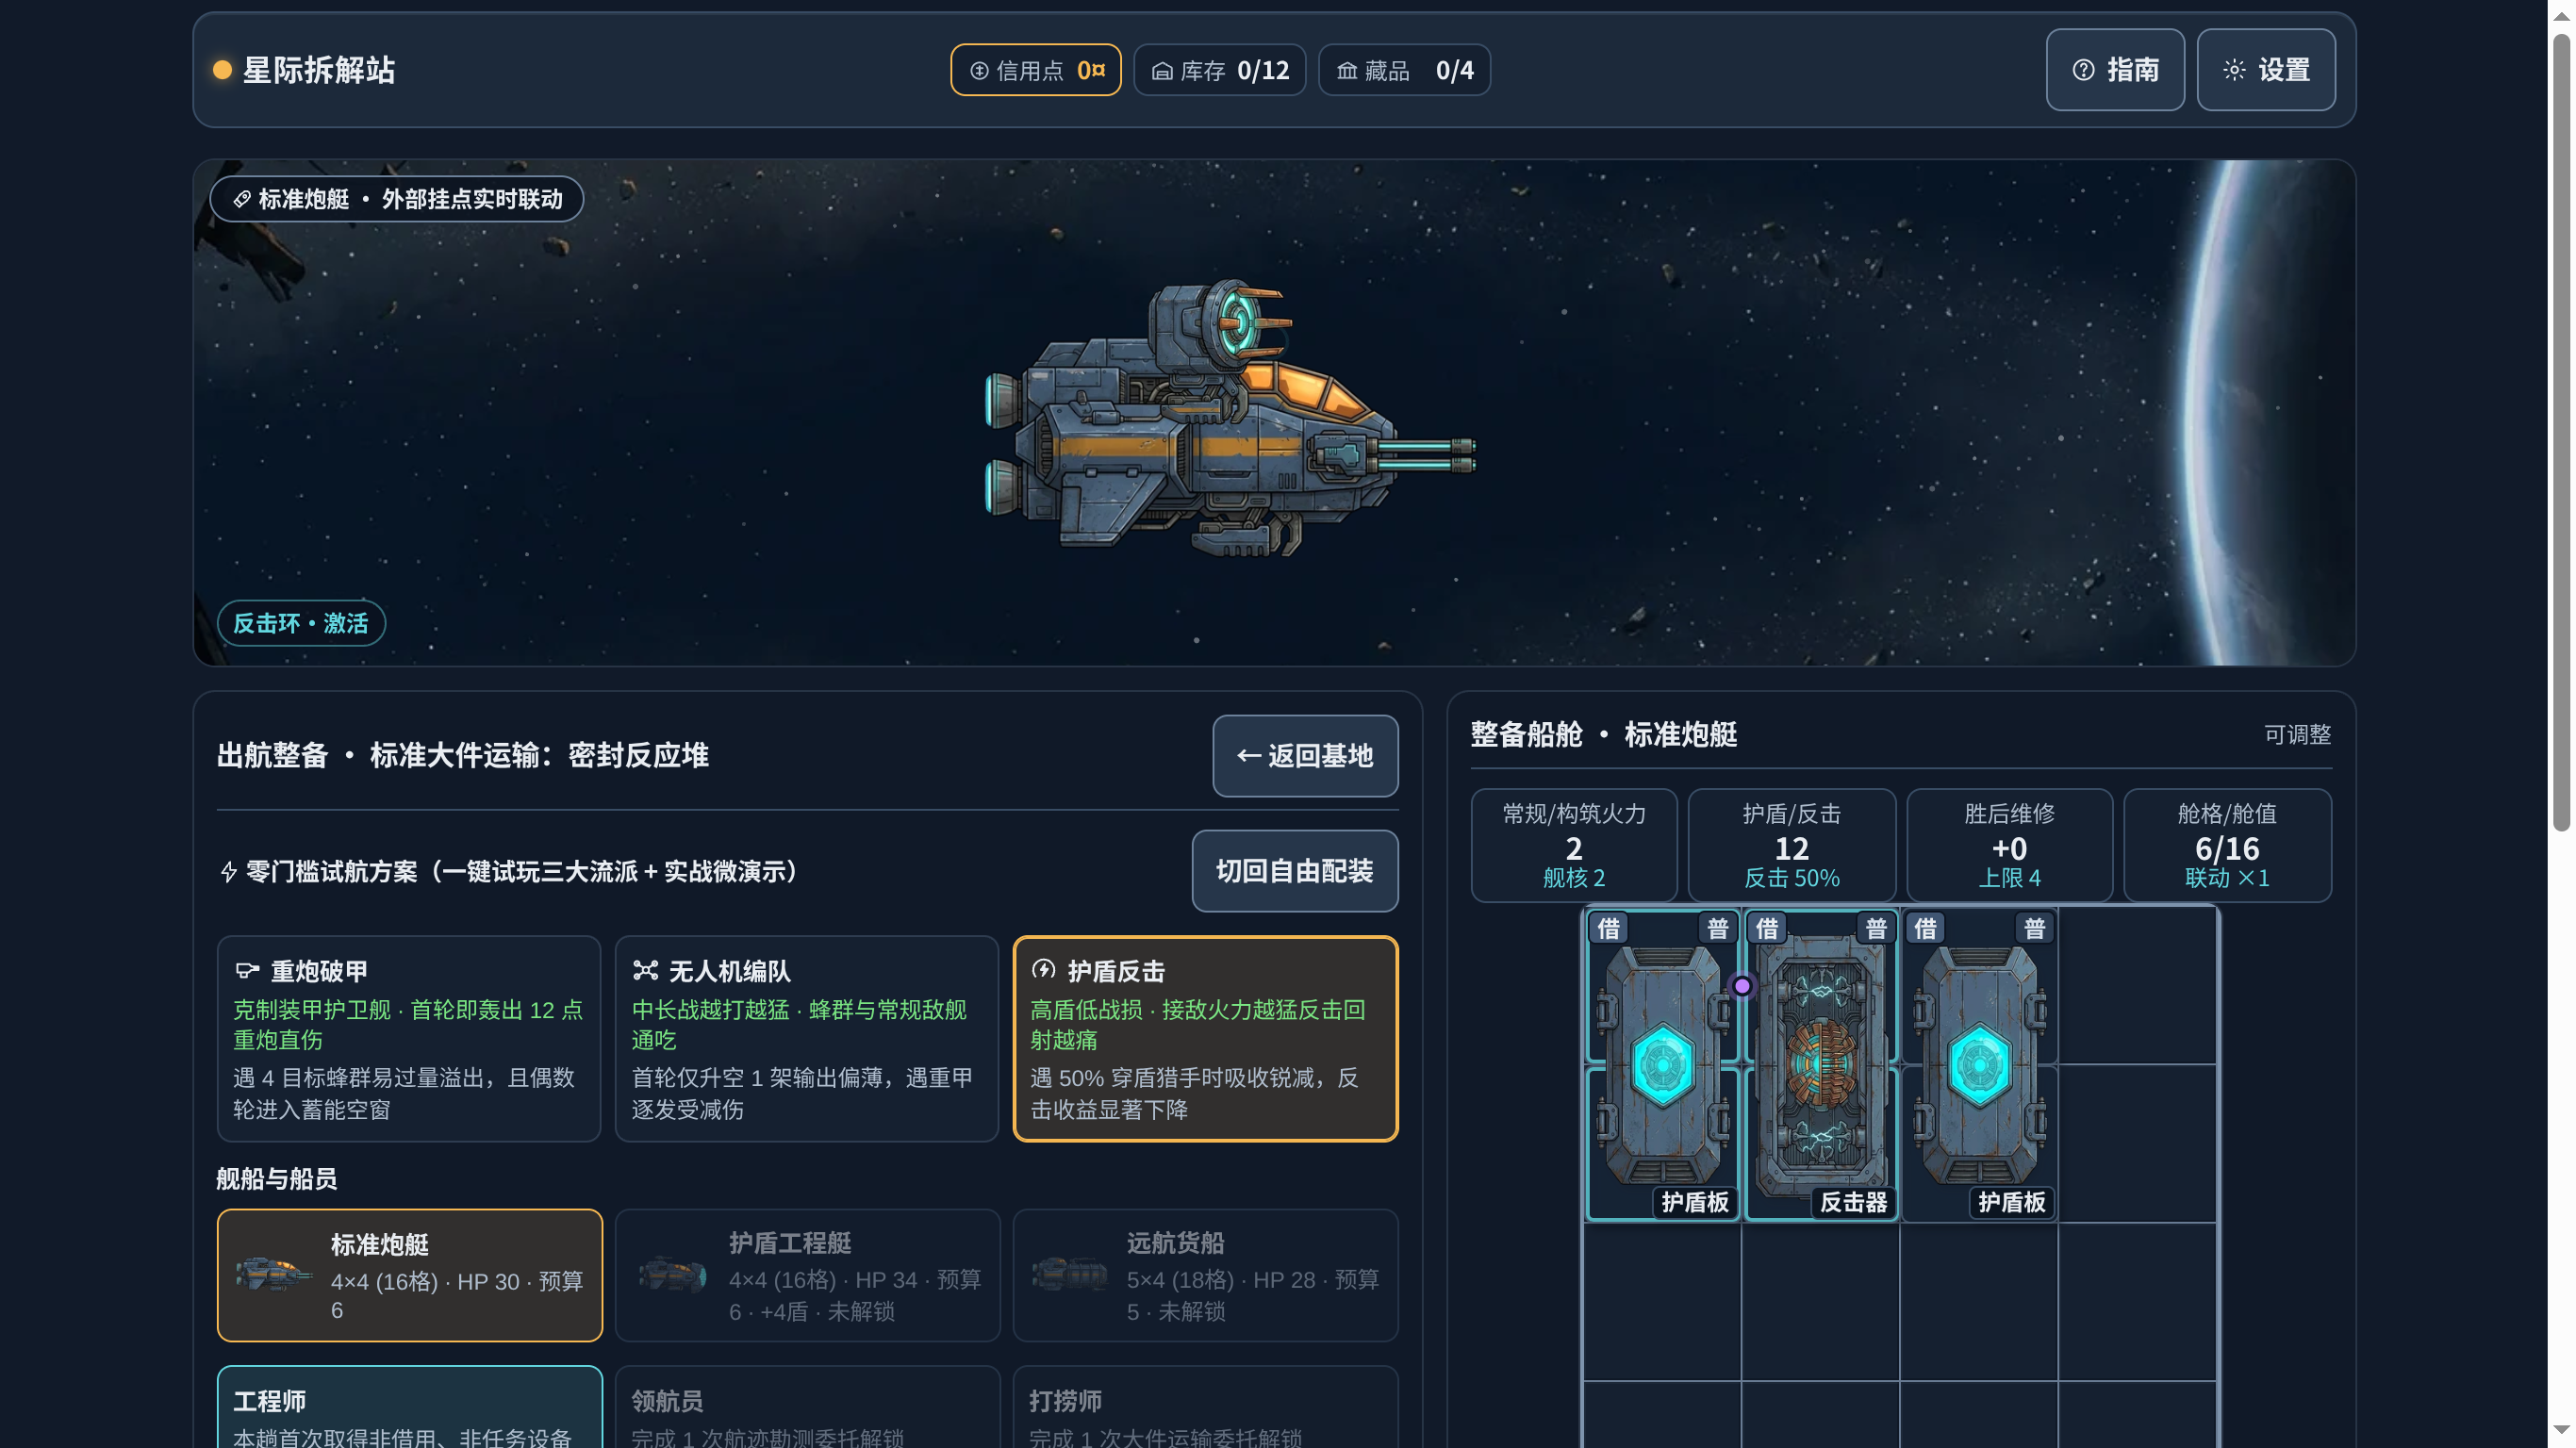 星际拆解站
信用点 0¤
库存 0/12
藏品 0/4
指南
设置
标准炮艇 • 外部挂点实时联动
反击环 • 激活
出航整备 • 标准大件运输：密封反应堆
← 返回基地
零门槛试航方案（一键试玩三大流派 + 实战微演示）
切回自由配装
重炮破甲
克制装甲护卫舰 · 首轮即轰出 12 点
重炮直伤
遇 4 目标蜂群易过量溢出，且偶数
轮进入蓄能空窗
无人机编队
中长战越打越猛 · 蜂群与常规敌舰
通吃
首轮仅升空 1 架输出偏薄，遇重甲
逐发受减伤
护盾反击
高盾低战损 · 接敌火力越猛反击回
射越痛
遇 50% 穿盾猎手时吸收锐减，反
击收益显著下降
舰船与船员
标准炮艇
4×4 (16格) · HP 30 · 预算
6
护盾工程艇
4×4 (16格) · HP 34 · 预算
6 · +4盾 · 未解锁
远航货船
5×4 (18格) · HP 28 · 预算
5 · 未解锁
工程师
本趟首次取得非借用、非任务设备
领航员
完成 1 次航迹勘测委托解锁
打捞师
完成 1 次大件运输委托解锁
整备船舱 • 标准炮艇
可调整
常规/构筑火力
2
舰核 2
护盾/反击
12
反击 50%
胜后维修
+0
上限 4
舱格/舱值
6/16
联动 ×1
借 普
护盾板
借 普
反击器
借 普
护盾板